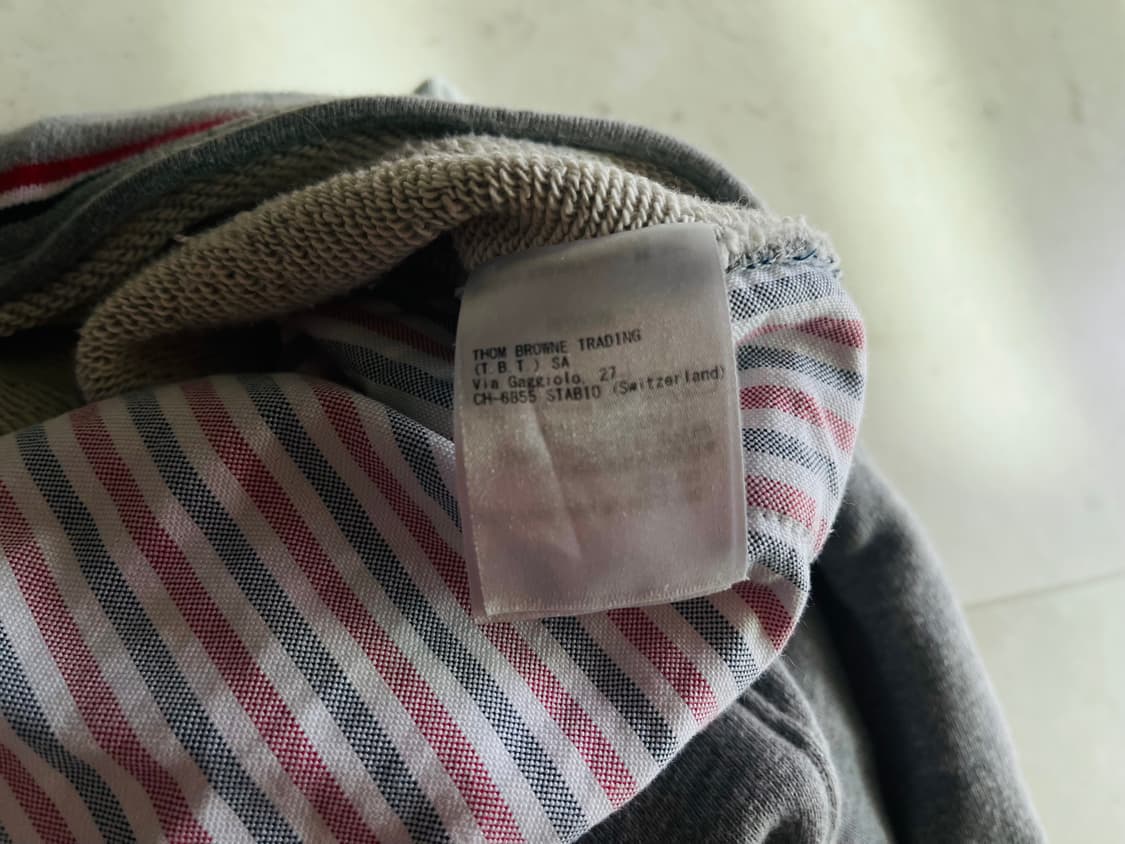 THOM BROWNE TRADING
(T.B.T.) SA
Via Gaggiolo, 27
CH-6855 STABIO (Switzerland)